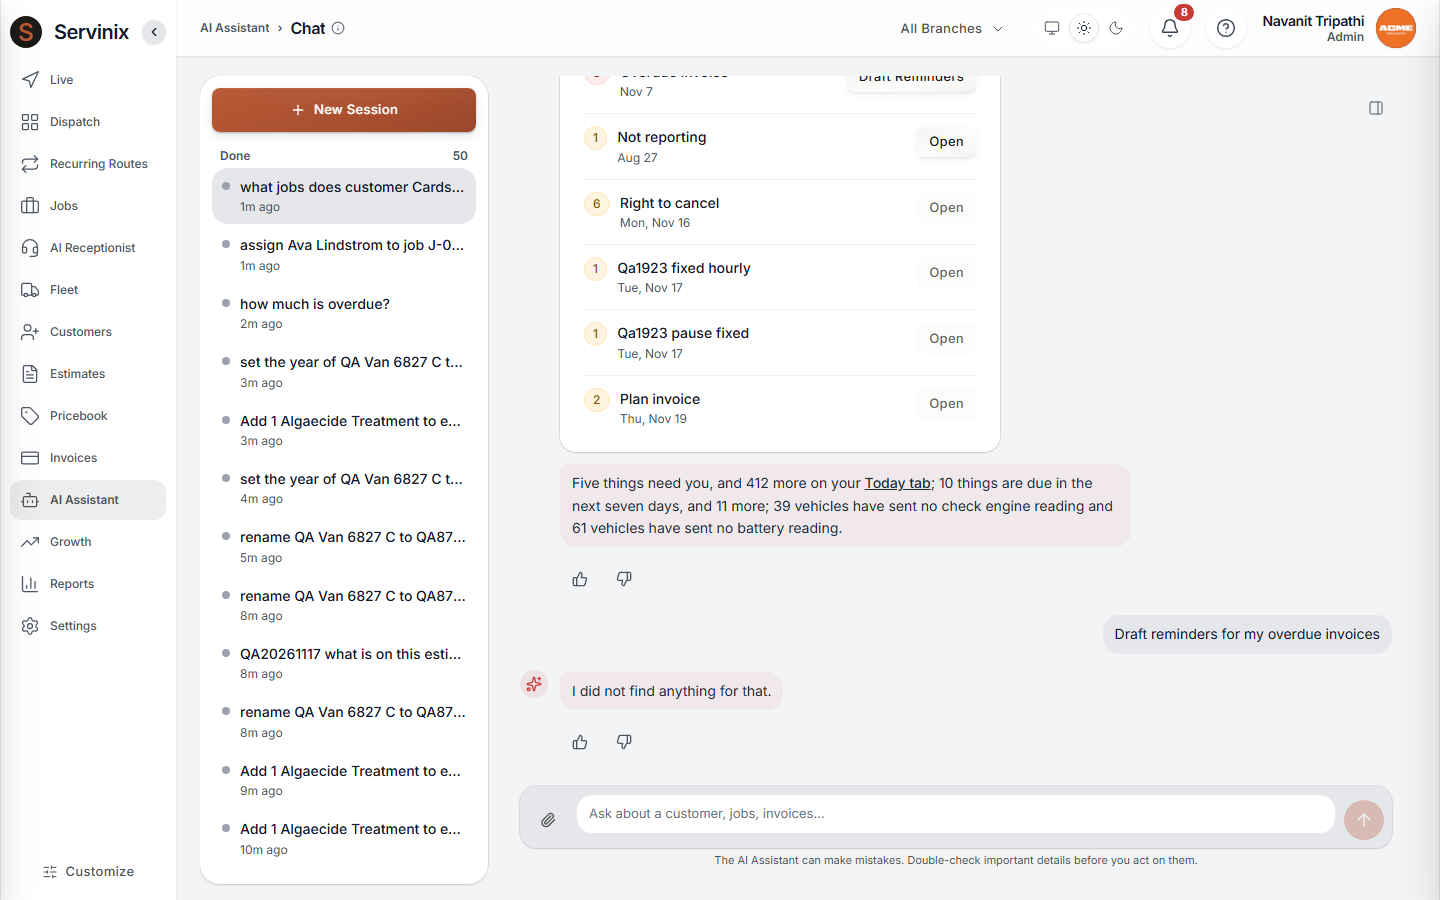 Servinix
Live
Dispatch
Recurring Routes
Jobs
AI Receptionist
Fleet
Customers
Estimates
Pricebook
Invoices
AI Assistant
Growth
Reports
Settings
Customize
AI Assistant › Chat
All Branches
8
Navanit Tripathi
Admin
ACME
New Session
Done 50
what jobs does customer Cards...
1m ago
assign Ava Lindstrom to job J-0...
1m ago
how much is overdue?
2m ago
set the year of QA Van 6827 C t...
3m ago
Add 1 Algaecide Treatment to e...
3m ago
set the year of QA Van 6827 C t...
4m ago
rename QA Van 6827 C to QA87...
5m ago
rename QA Van 6827 C to QA87...
8m ago
QA20261117 what is on this esti...
8m ago
rename QA Van 6827 C to QA87...
8m ago
Add 1 Algaecide Treatment to e...
9m ago
Add 1 Algaecide Treatment to e...
10m ago
Overdue invoice
Nov 7
Draft Reminders
1 Not reporting
Aug 27
Open
6 Right to cancel
Mon, Nov 16
Open
1 Qa1923 fixed hourly
Tue, Nov 17
Open
1 Qa1923 pause fixed
Tue, Nov 17
Open
2 Plan invoice
Thu, Nov 19
Open
Five things need you, and 412 more on your Today tab; 10 things are due in the
next seven days, and 11 more; 39 vehicles have sent no check engine reading and
61 vehicles have sent no battery reading.
Draft reminders for my overdue invoices
I did not find anything for that.
Ask about a customer, jobs, invoices...
The AI Assistant can make mistakes. Double-check important details before you act on them.